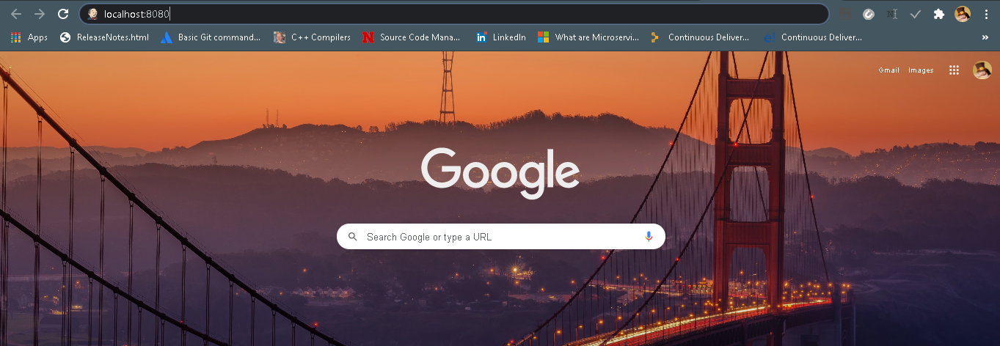 localhost:8080
Apps ReleaseNotes.html Basic Git command... C++ Compilers Source Code Mana... LinkedIn What are Microservi... Continuous Deliver... Continuous Deliver... »
Gmail Images
Google
Search Google or type a URL